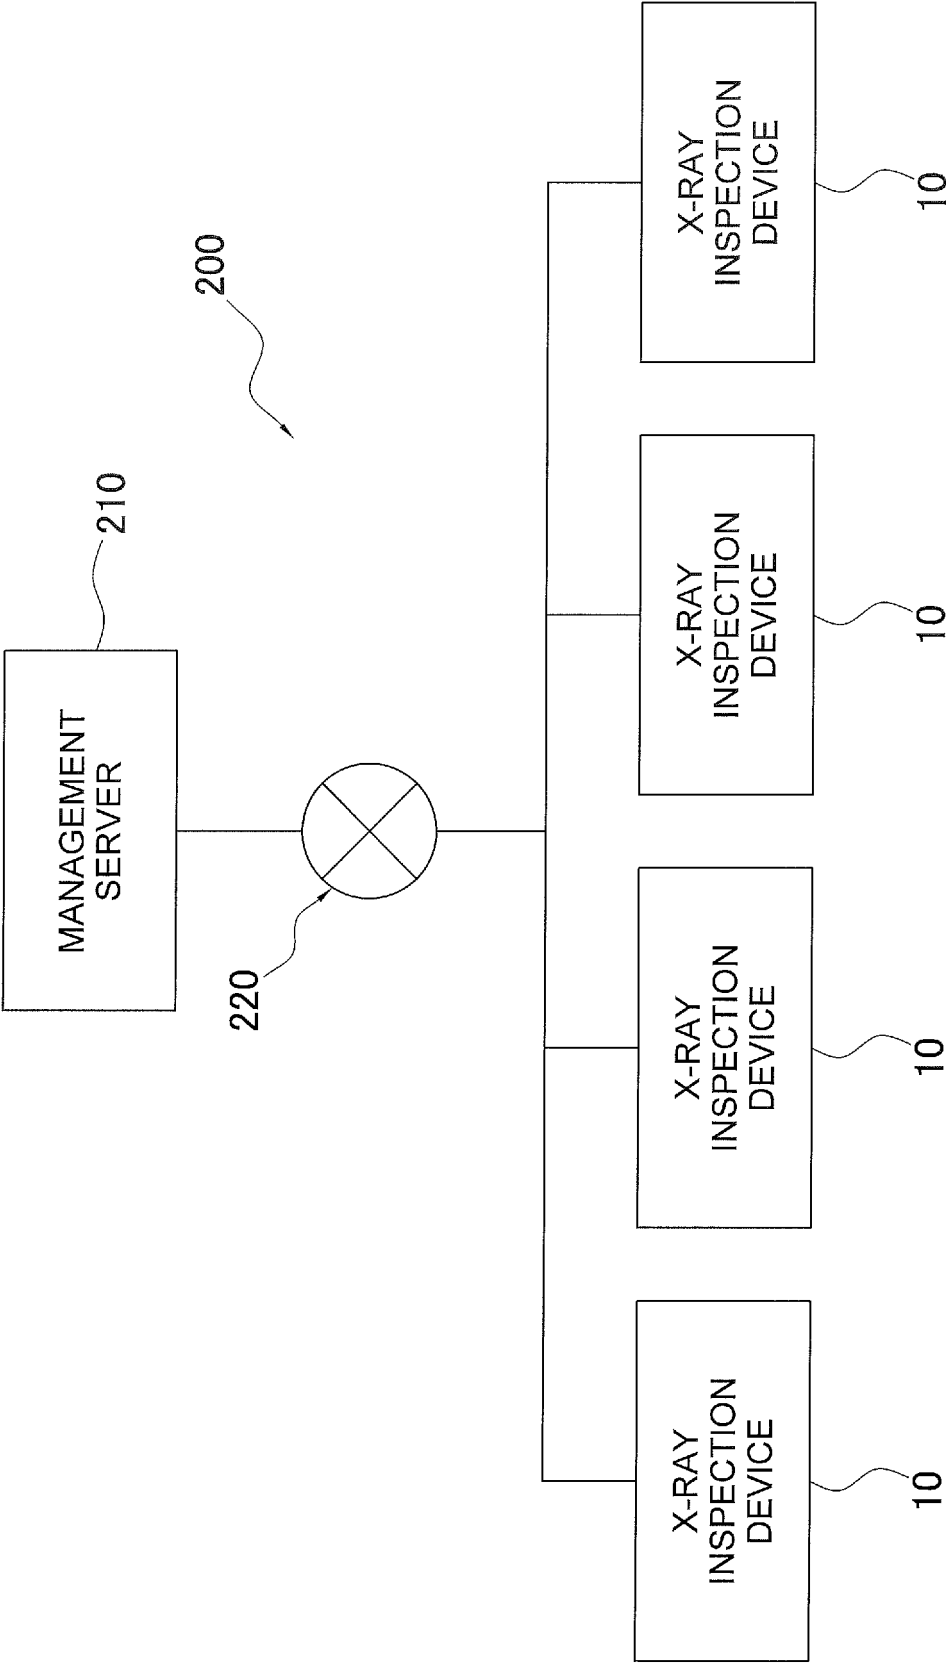 200
210
MANAGEMENT
SERVER
220
X-RAY
INSPECTION
DEVICE
10
X-RAY
INSPECTION
DEVICE
10
X-RAY
INSPECTION
DEVICE
10
X-RAY
INSPECTION
DEVICE
10